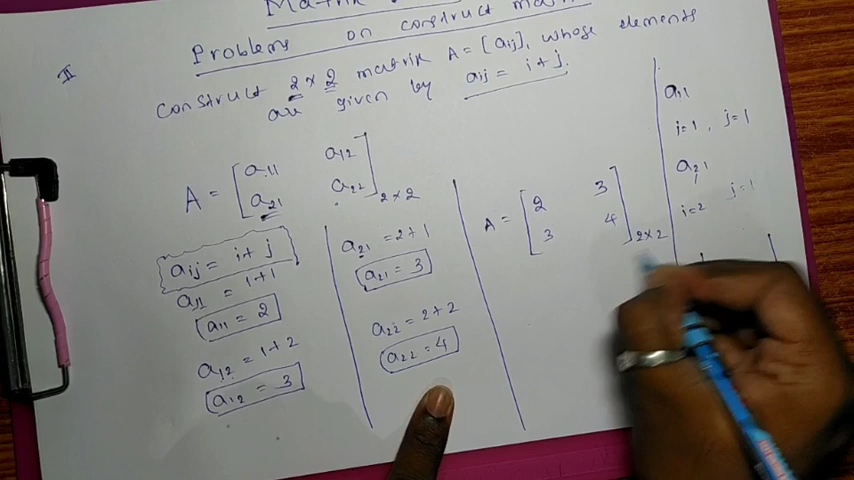 Matrix
Problems on construct mat
II
Construct 2 × 2 matrix A = [aij], whose elements
are given by aij = i + j.
A = [ a11 a12
a21 a22 ] 2×2
aij = i + j
a11 = 1+1
a11 = 2
a12 = 1+2
a12 = 3
a21 = 2+1
a21 = 3
a22 = 2+2
a22 = 4
A = [ 2 3
3 4 ] 2×2
a11
i=1, j=1
a21
i=2 j=1